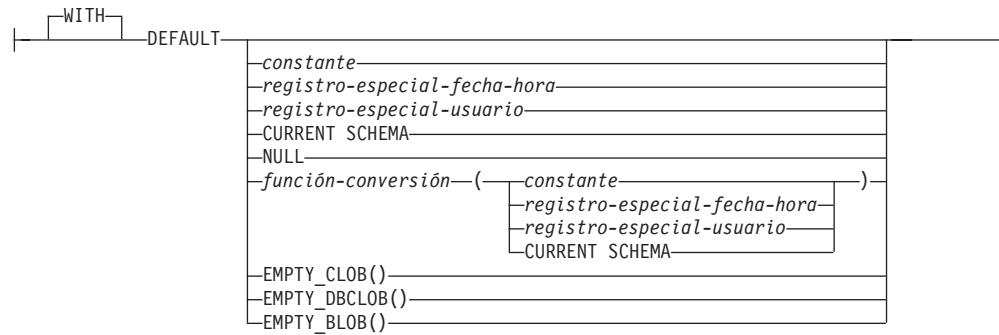 WITH
DEFAULT
constante
registro-especial-fecha-hora
registro-especial-usuario
CURRENT SCHEMA
NULL
función-conversión ( constante )
registro-especial-fecha-hora
registro-especial-usuario
CURRENT SCHEMA
EMPTY_CLOB()
EMPTY_DBCLOB()
EMPTY_BLOB()